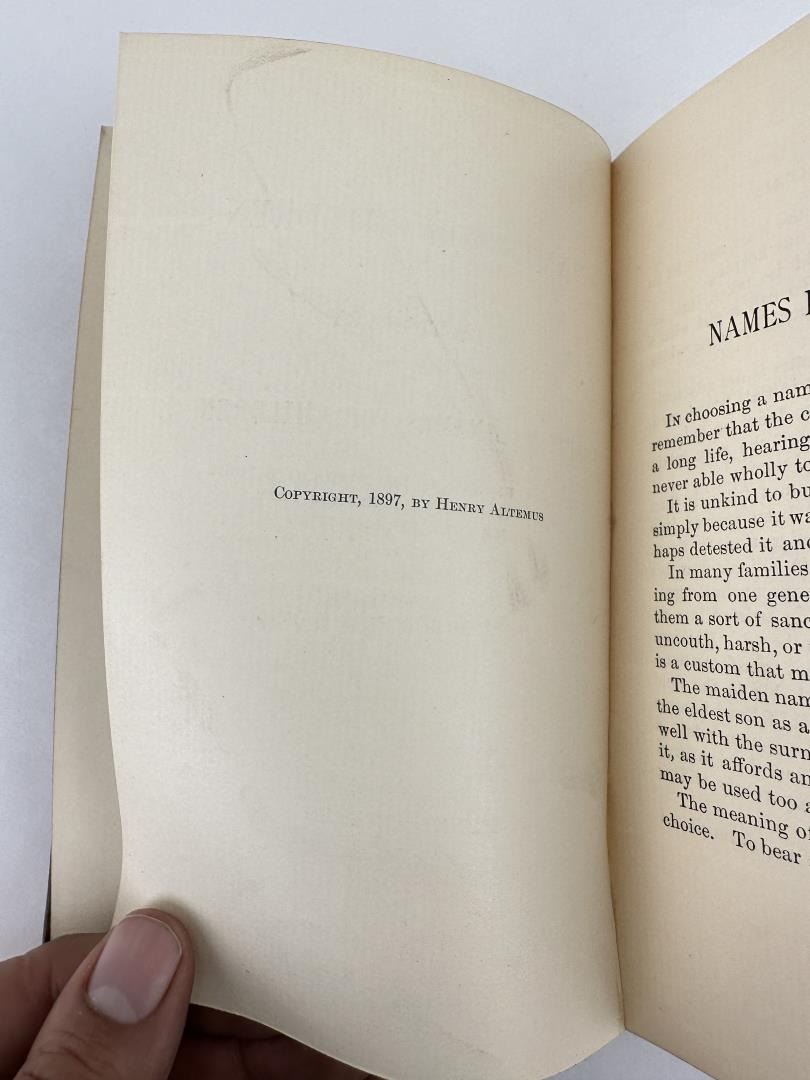 COPYRIGHT, 1897, BY HENRY ALTEMUS
NAMES
IN choosing a nam
remember that the c
a long life, hearing
never able wholly to
It is unkind to bu
simply because it wa
haps detested it and
In many families
ing from one gene
them a sort of sanc
uncouth, harsh, or
is a custom that m
The maiden nam
the eldest son as a
well with the surn
it, as it affords an
may be used too a
The meaning of
choice. To bear